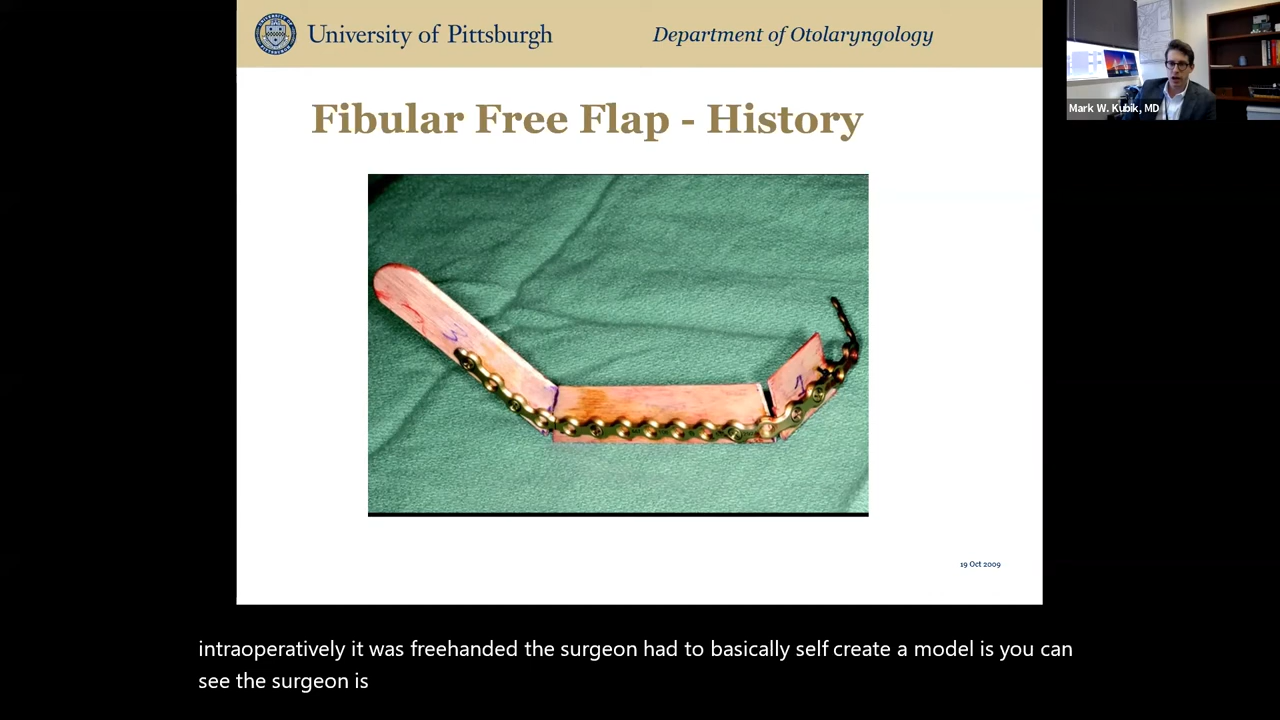 University of Pittsburgh
Department of Otolaryngology
Mark W. Kubik, MD
Fibular Free Flap - History
19 Oct 2009
intraoperatively it was freehanded the surgeon had to basically self create a model is you can
see the surgeon is